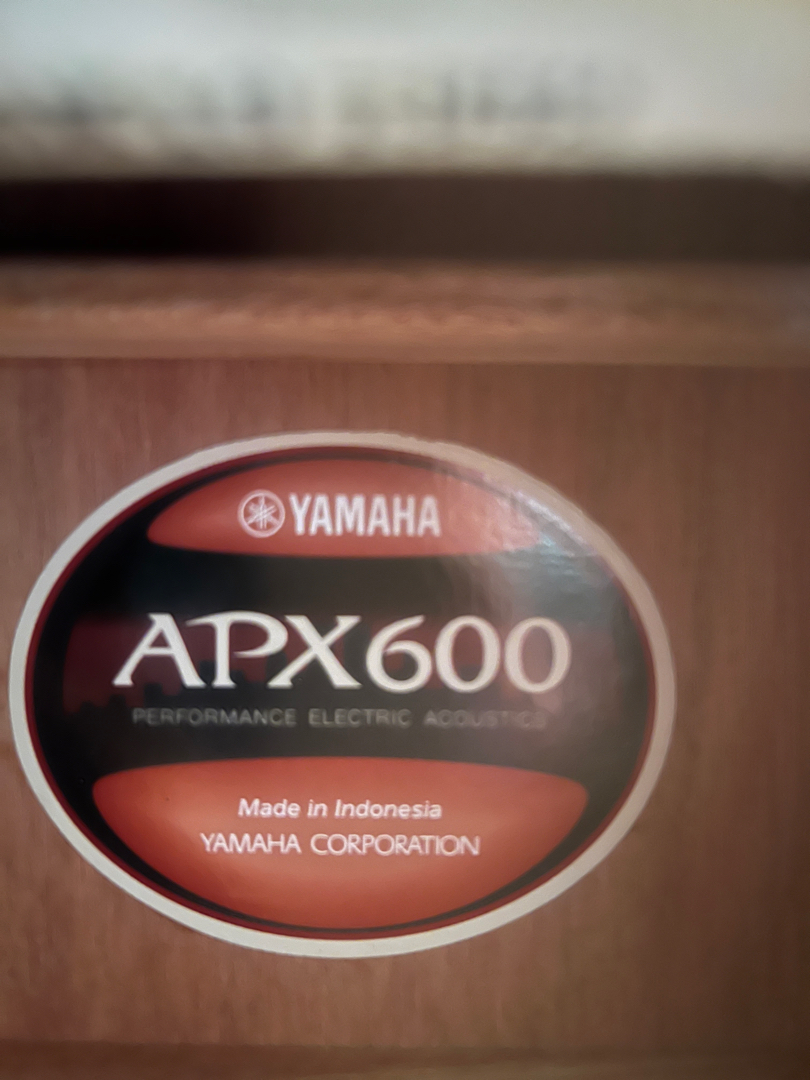 YAMAHA
APX600
PERFORMANCE ELECTRIC ACOUSTICS
Made in Indonesia
YAMAHA CORPORATION